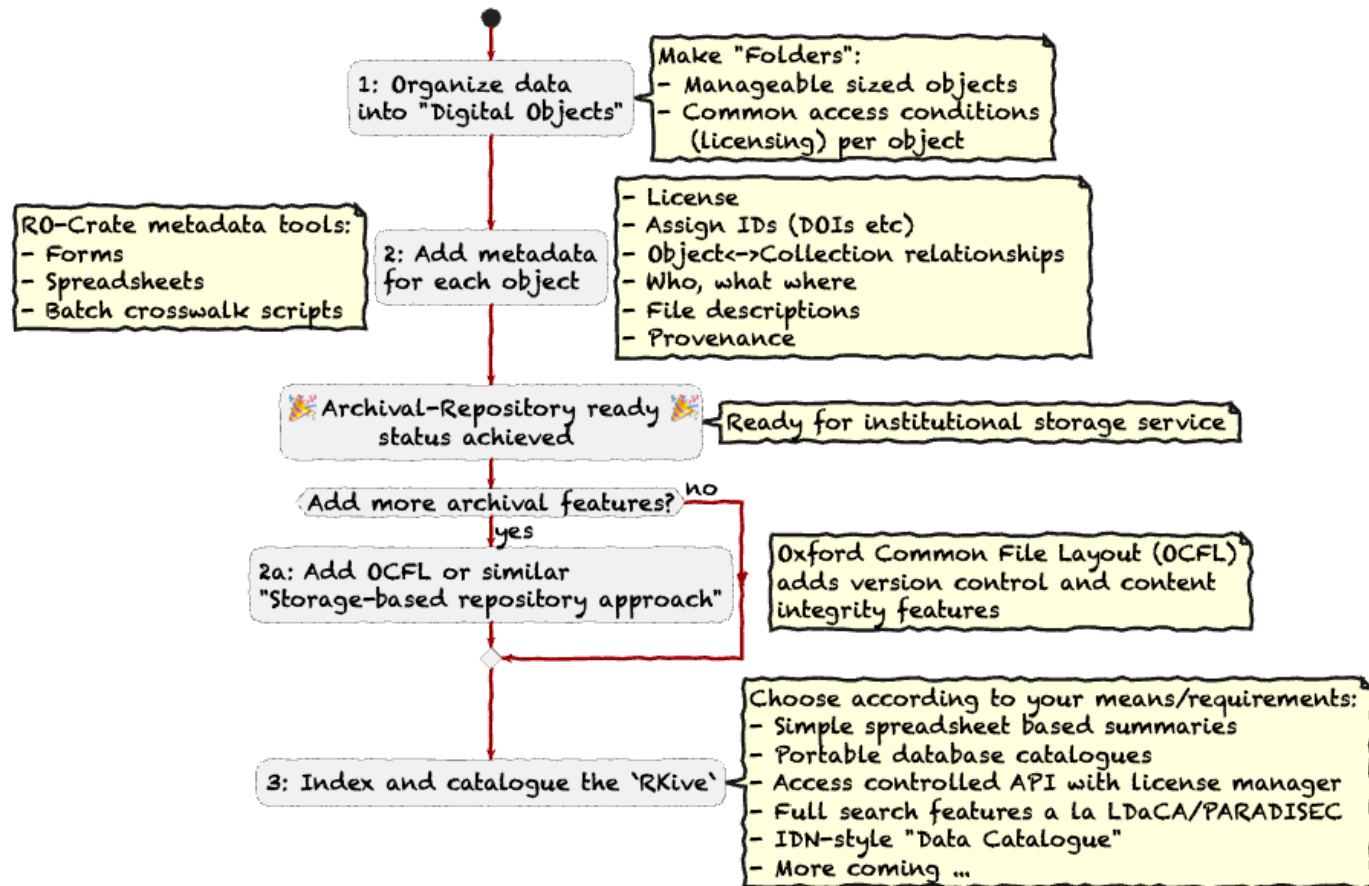 1: Organize data
into "Digital Objects"
Make "Folders":
- Manageable sized objects
- Common access conditions
(licensing) per object
RO-Crate metadata tools:
- Forms
- Spreadsheets
- Batch crosswalk scripts
2: Add metadata
for each object
- License
- Assign IDs (DOIs etc)
- Object<->Collection relationships
- Who, what where
- File descriptions
- Provenance
🎉 Archival-Repository ready 🎉
status achieved
Ready for institutional storage service
Add more archival features?
no
yes
2a: Add OCFL or similar
"Storage-based repository approach"
Oxford Common File Layout (OCFL)
adds version control and content
integrity features
3: Index and catalogue the `RKive`
Choose according to your means/requirements:
- Simple spreadsheet based summaries
- Portable database catalogues
- Access controlled API with license manager
- Full search features a la LDaCA/PARADISEC
- IDN-style "Data Catalogue"
- More coming ...